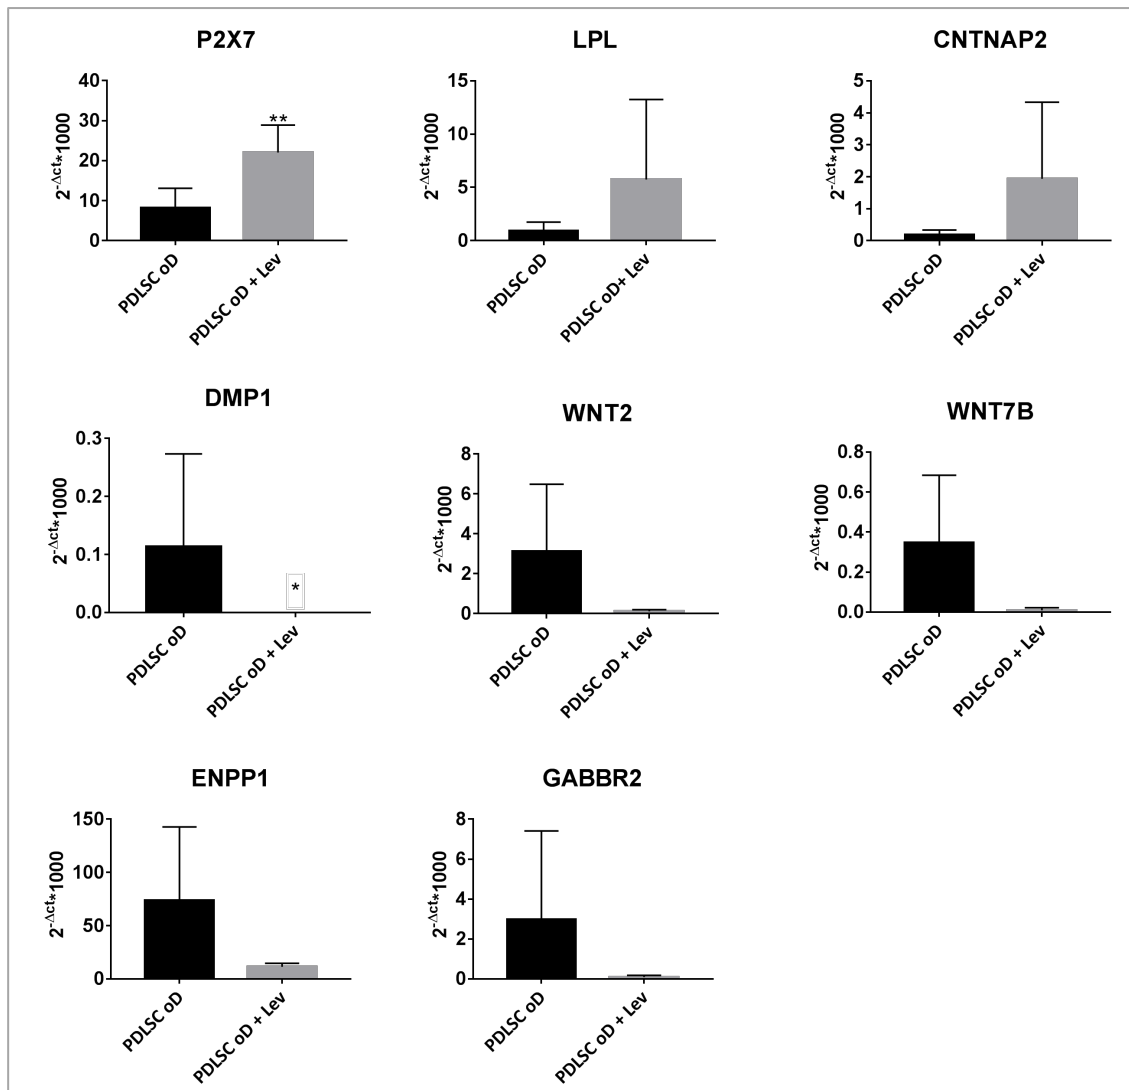 P2X7
LPL
CNTNAP2
2-Δct*1000
40
30
20
10
0
**
PDLSC oD
PDLSC oD + Lev
2-Δct*1000
15
10
5
0
PDLSC oD
PDLSC oD+ Lev
2-Δct*1000
5
4
3
2
1
0
PDLSC oD
PDLSC oD + Lev
DMP1
WNT2
WNT7B
2-Δct*1000
0.3
0.2
0.1
0.0
*
PDLSC oD
PDLSC oD + Lev
2-Δct*1000
8
6
4
2
0
PDLSC oD
PDLSC oD + Lev
2-Δct*1000
0.8
0.6
0.4
0.2
0.0
PDLSC oD
PDLSC oD + Lev
ENPP1
GABBR2
2-Δct*1000
150
100
50
0
PDLSC oD
PDLSC oD + Lev
2-Δct*1000
8
6
4
2
0
PDLSC oD
PDLSC oD + Lev